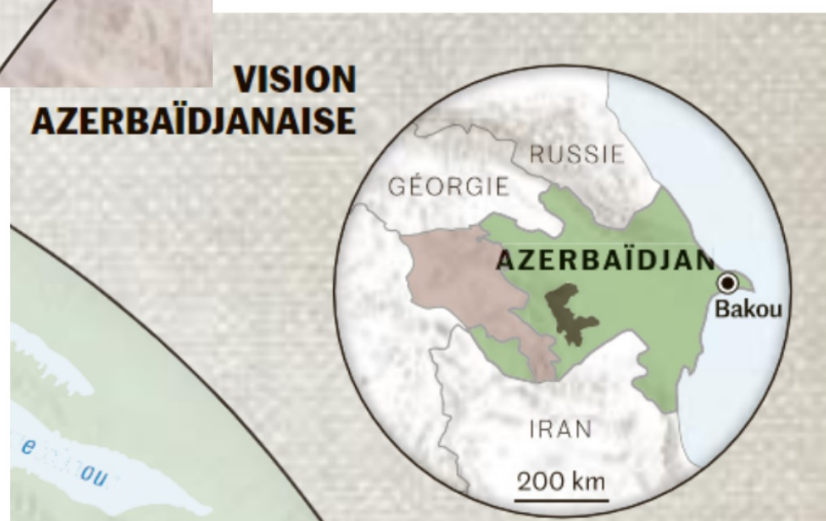 VISION
AZERBAÏDJANAISE
RUSSIE
GÉORGIE
AZERBAÏDJAN
Bakou
IRAN
200 km